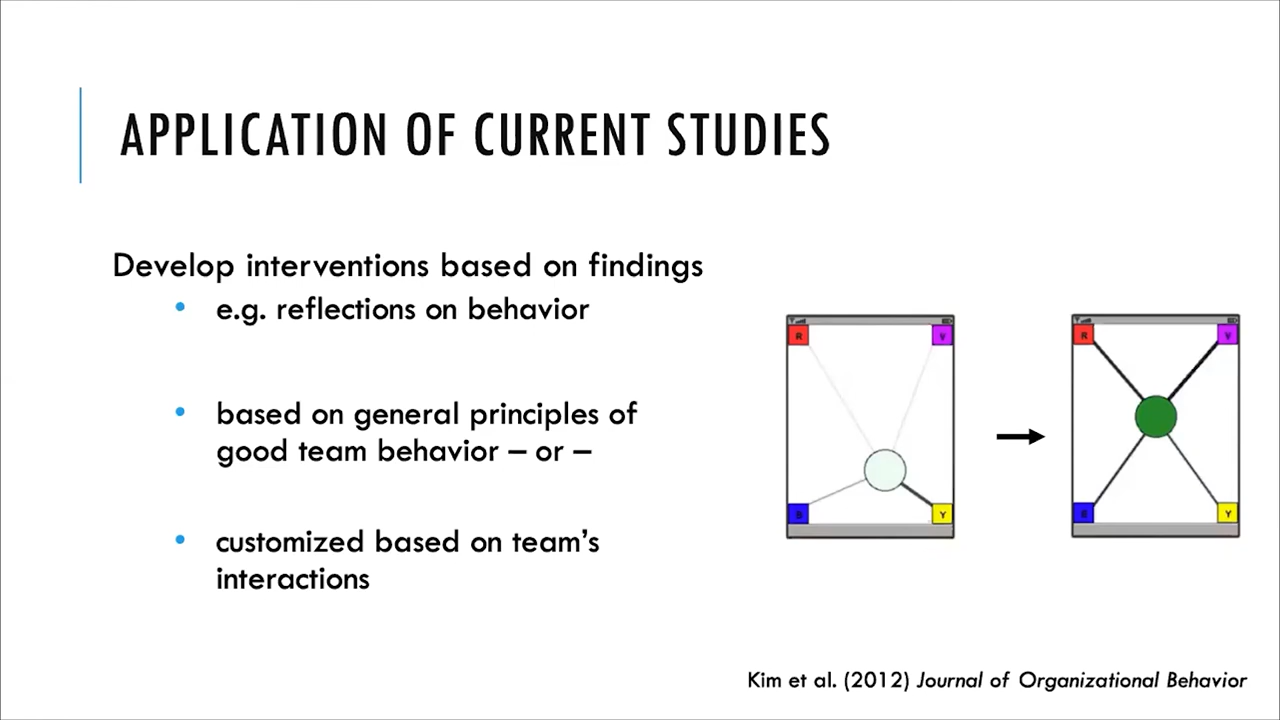 APPLICATION OF CURRENT STUDIES
Develop interventions based on findings
• e.g. reflections on behavior
• based on general principles of
good team behavior – or –
• customized based on team's
interactions
R
V
B
Y
R
V
B
Y
Kim et al. (2012) Journal of Organizational Behavior